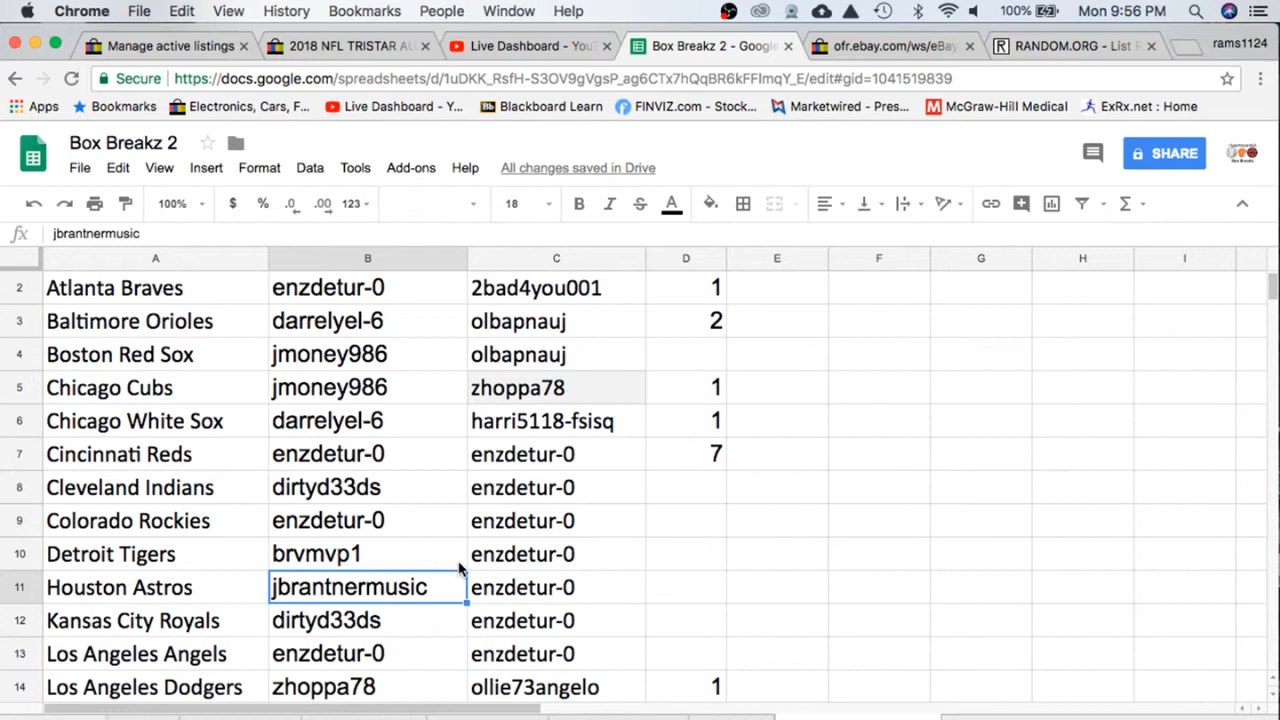 Chrome File Edit View History Bookmarks People Window Help 100% Mon 9:56 PM
Manage active listings 2018 NFL TRISTAR AU Live Dashboard - YouT Box Breakz 2 - Google ofr.ebay.com/ws/eBay RANDOM.ORG - List R rams1124
Secure https://docs.google.com/spreadsheets/d/1uDKK_RsfH-S3OV9gVgsP_ag6CTx7hQqBR6kFFImqY_E/edit#gid=1041519839
Apps Bookmarks Electronics, Cars, F... Live Dashboard - Y... Bb Blackboard Learn FINVIZ.com - Stock... Marketwired - Pres... M McGraw-Hill Medical ExRx.net : Home
Box Breakz 2
File Edit View Insert Format Data Tools Add-ons Help All changes saved in Drive SHARE
100% $ % .0 .00 123 18 B I S A Σ
fx jbrantnermusic
A B C D E F G H I
2 Atlanta Braves enzdetur-0 2bad4you001 1
3 Baltimore Orioles darrelyel-6 olbapnauj 2
4 Boston Red Sox jmoney986 olbapnauj
5 Chicago Cubs jmoney986 zhoppa78 1
6 Chicago White Sox darrelyel-6 harri5118-fsisq 1
7 Cincinnati Reds enzdetur-0 enzdetur-0 7
8 Cleveland Indians dirtyd33ds enzdetur-0
9 Colorado Rockies enzdetur-0 enzdetur-0
10 Detroit Tigers brvmvp1 enzdetur-0
11 Houston Astros jbrantnermusic enzdetur-0
12 Kansas City Royals dirtyd33ds enzdetur-0
13 Los Angeles Angels enzdetur-0 enzdetur-0
14 Los Angeles Dodgers zhoppa78 ollie73angelo 1